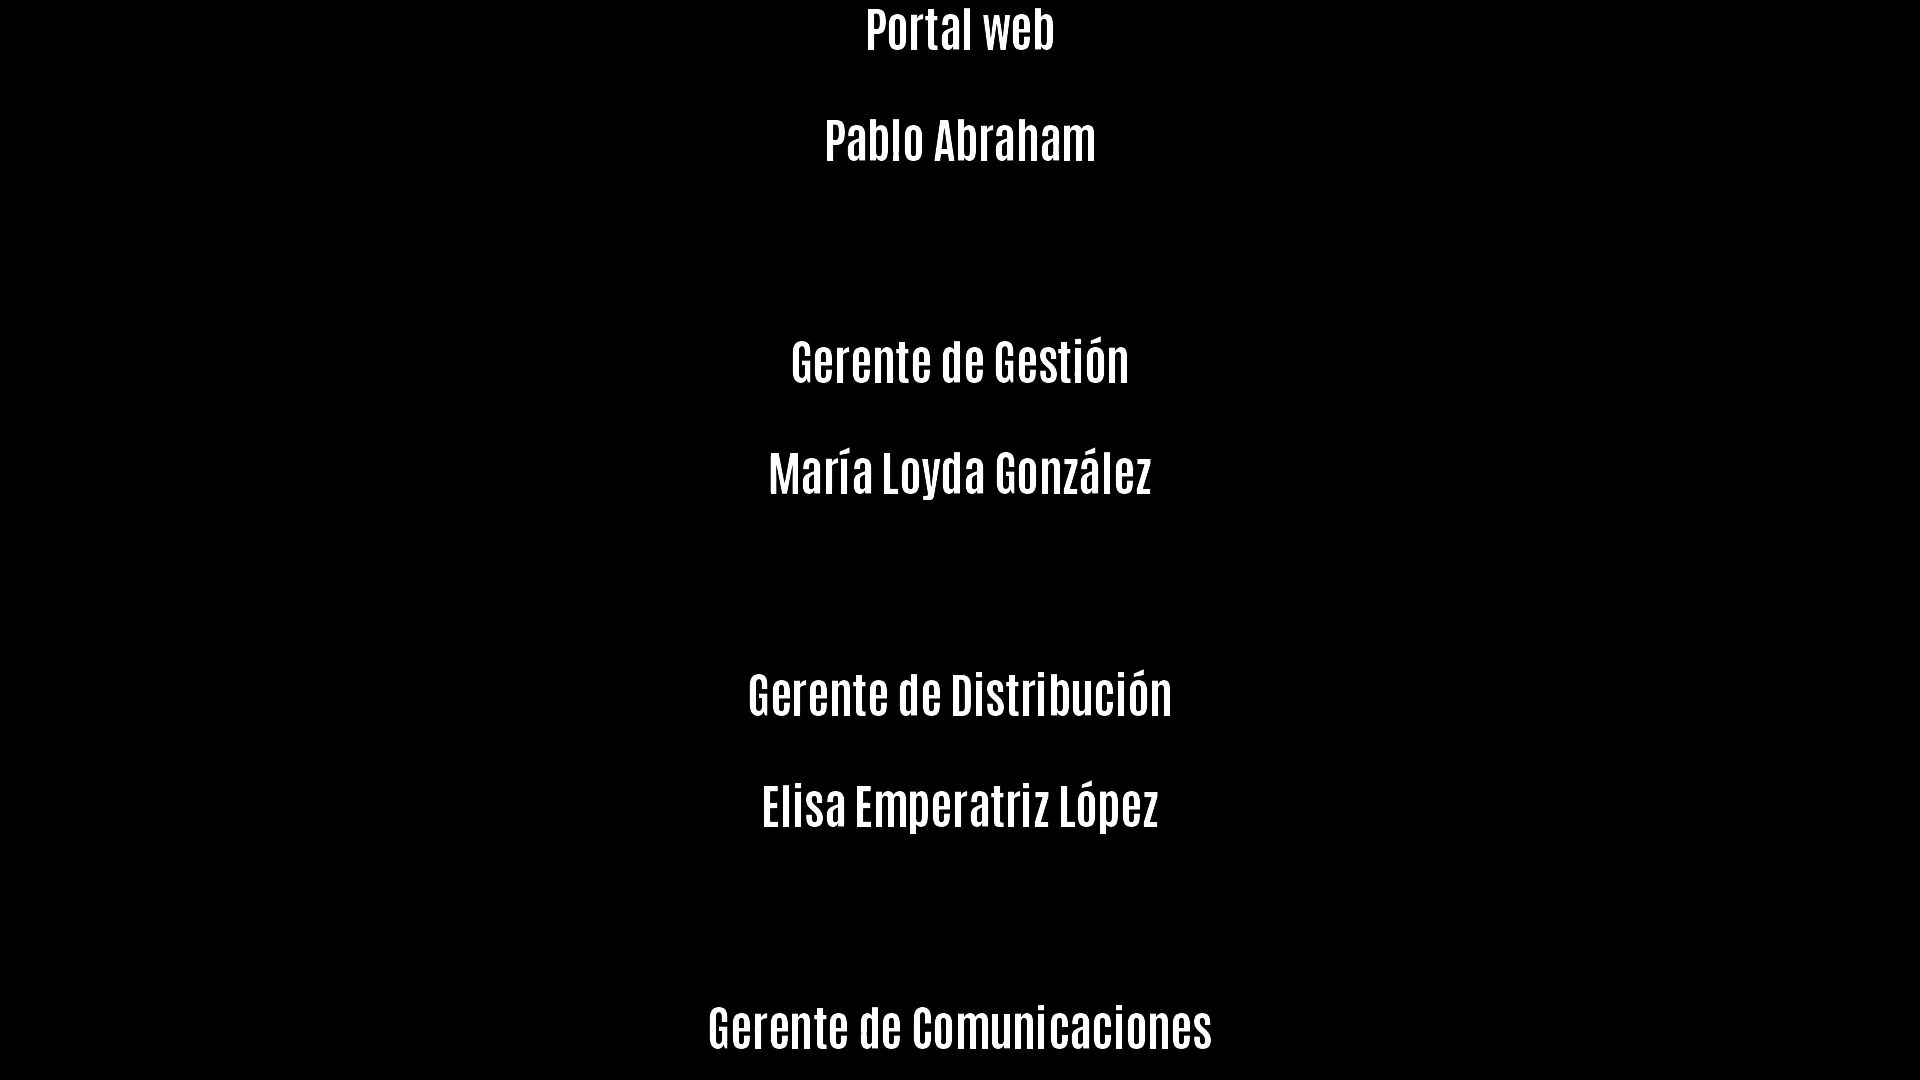 Portal web
Pablo Abraham
Gerente de Gestión
María Loyda González
Gerente de Distribución
Elisa Emperatriz López
Gerente de Comunicaciones